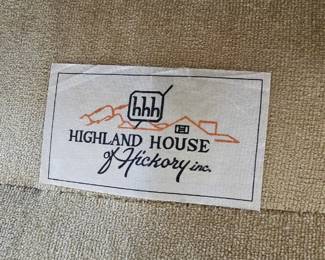 hhh
H
HIGHLAND HOUSE
of Hickory inc.